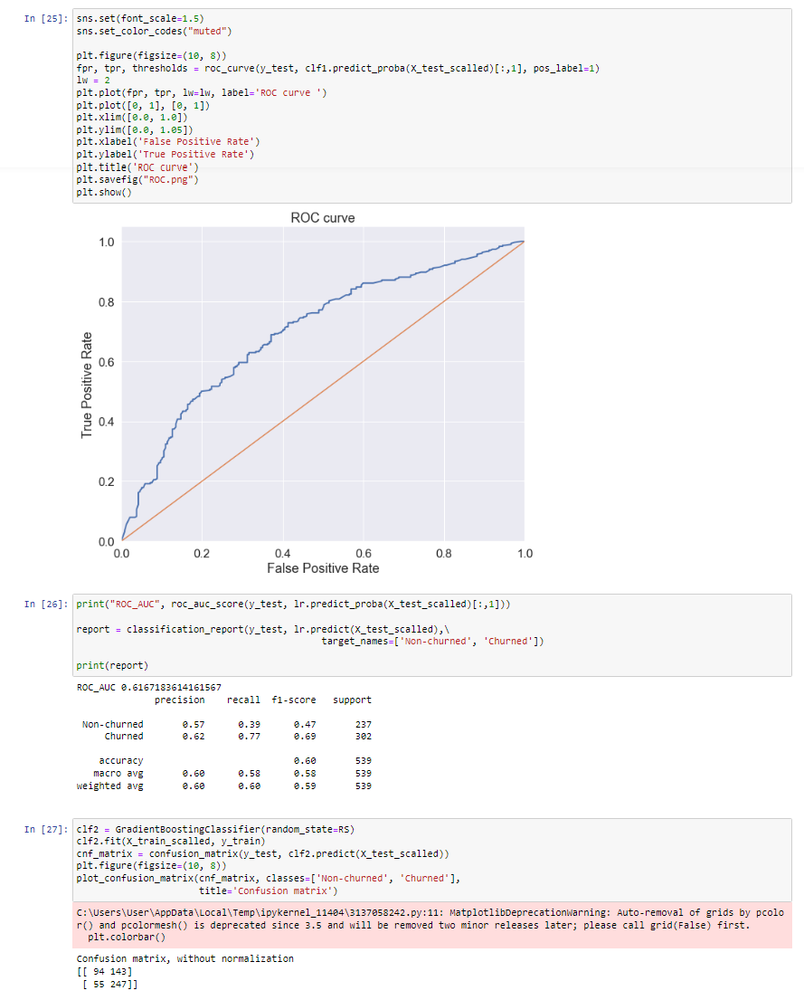 In [25]: sns.set(font_scale=1.5)
sns.set_color_codes("muted")
plt.figure(figsize=(10, 8))
fpr, tpr, thresholds = roc_curve(y_test, clf1.predict_proba(X_test_scalled)[:,1], pos_label=1)
lw = 2
plt.plot(fpr, tpr, lw=lw, label='ROC curve ')
plt.plot([0, 1], [0, 1])
plt.xlim([0.0, 1.0])
plt.ylim([0.0, 1.05])
plt.xlabel('False Positive Rate')
plt.ylabel('True Positive Rate')
plt.title('ROC curve')
plt.savefig("ROC.png")
plt.show()
ROC curve
1.0
0.8
0.6
0.4
0.2
0.0
True Positive Rate
0.0 0.2 0.4 0.6 0.8 1.0
False Positive Rate
In [26]: print("ROC_AUC", roc_auc_score(y_test, lr.predict_proba(X_test_scalled)[:,1]))
report = classification_report(y_test, lr.predict(X_test_scalled),\
target_names=['Non-churned', 'Churned'])
print(report)
ROC_AUC 0.6167183614161567
precision recall f1-score support
Non-churned 0.57 0.39 0.47 237
Churned 0.62 0.77 0.69 302
accuracy 0.60 539
macro avg 0.60 0.58 0.58 539
weighted avg 0.60 0.60 0.59 539
In [27]: clf2 = GradientBoostingClassifier(random_state=RS)
clf2.fit(X_train_scalled, y_train)
cnf_matrix = confusion_matrix(y_test, clf2.predict(X_test_scalled))
plt.figure(figsize=(10, 8))
plot_confusion_matrix(cnf_matrix, classes=['Non-churned', 'Churned'],
title='Confusion matrix')
C:\Users\User\AppData\Local\Temp\ipykernel_11404\3137058242.py:11: MatplotlibDeprecationWarning: Auto-removal of grids by pcolo
r() and pcolormesh() is deprecated since 3.5 and will be removed two minor releases later; please call grid(False) first.
plt.colorbar()
Confusion matrix, without normalization
[[ 94 143]
[ 55 247]]